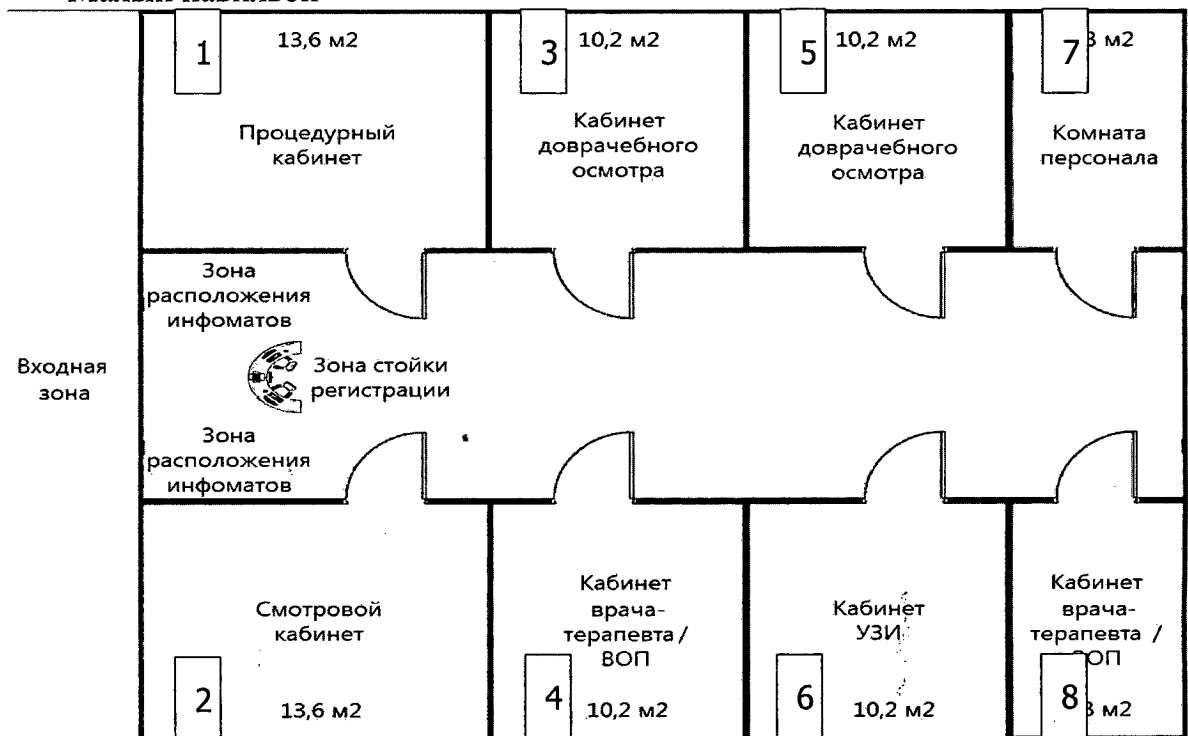 1
13,6 м2
Процедурный
кабинет
3
10,2 м2
Кабинет
доврачебного
осмотра
5
10,2 м2
Кабинет
доврачебного
осмотра
7
м2
Комната
персонала
Зона
расположения
инфоматов
Входная
зона
Зона стойки
регистрации
Зона
расположения
инфоматов
Смотровой
кабинет
2
13,6 м2
Кабинет
врача-
терапевта /
ВОП
4
10,2 м2
Кабинет
УЗИ
6
10,2 м2
Кабинет
врача-
терапевта /
8
м2